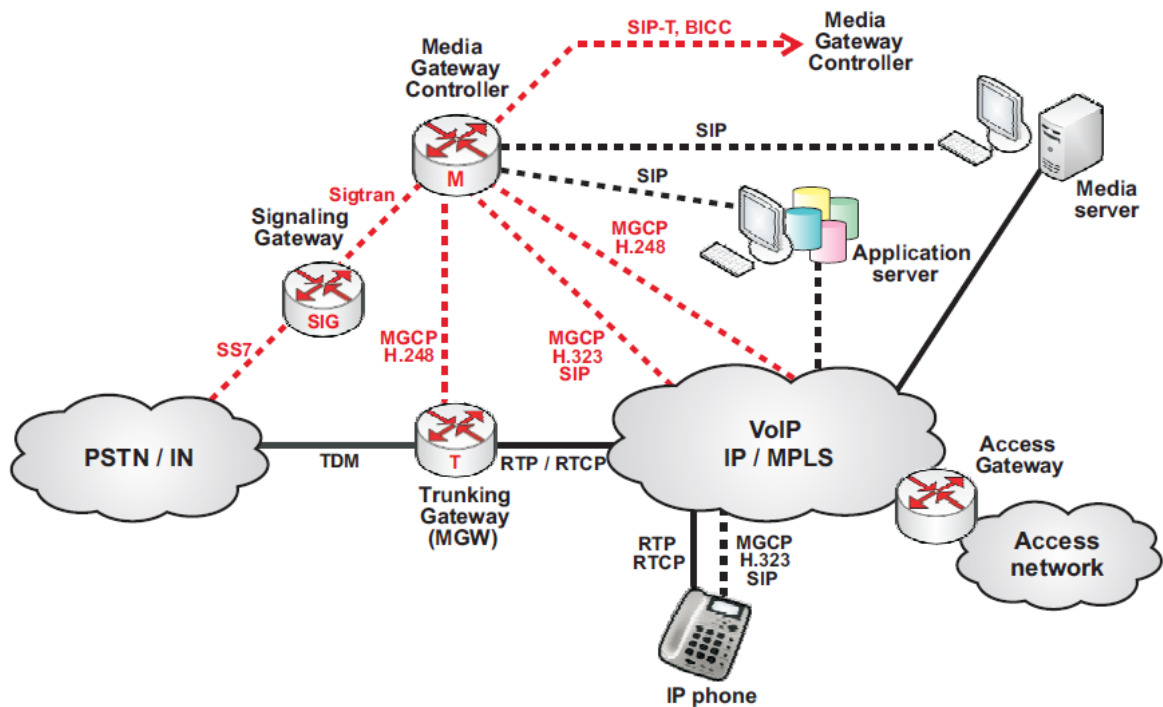 SIP-T, BICC
Media
Gateway
Controller
Media
Gateway
Controller
SIP
M
SIP
Media
server
Sigtran
Signaling
Gateway
MGCP
H.248
Application
server
SIG
SS7
MGCP
H.248
MGCP
H.323
SIP
PSTN / IN
TDM
T
RTP / RTCP
VoIP
IP / MPLS
Access
Gateway
Trunking
Gateway
(MGW)
RTP
RTCP
MGCP
H.323
SIP
Access
network
IP phone